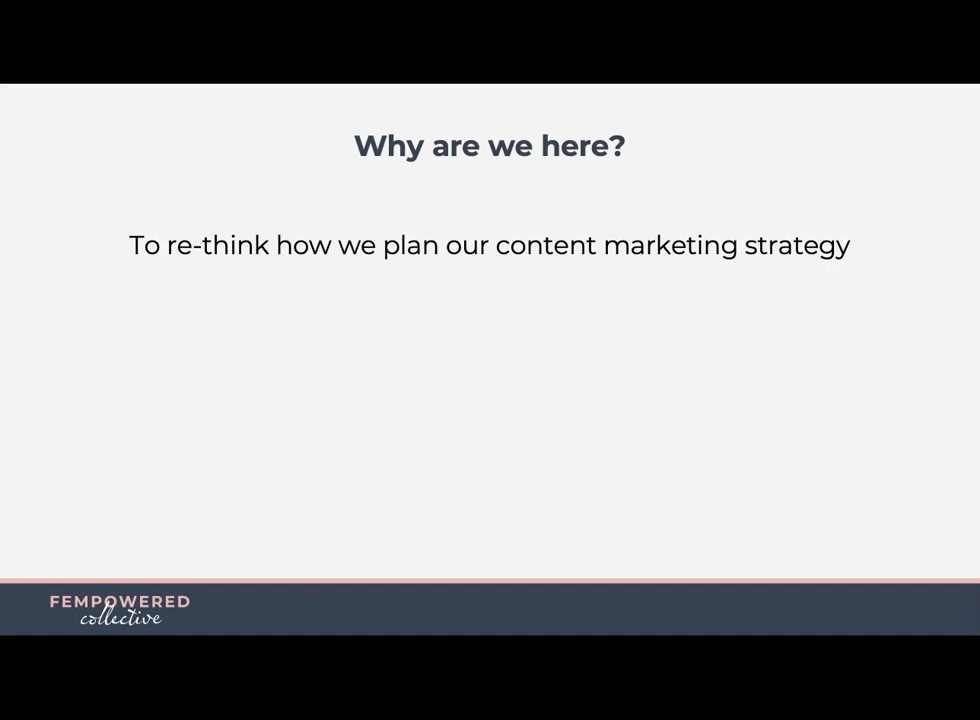 Why are we here?
To re-think how we plan our content marketing strategy
FEMPOWERED
collective